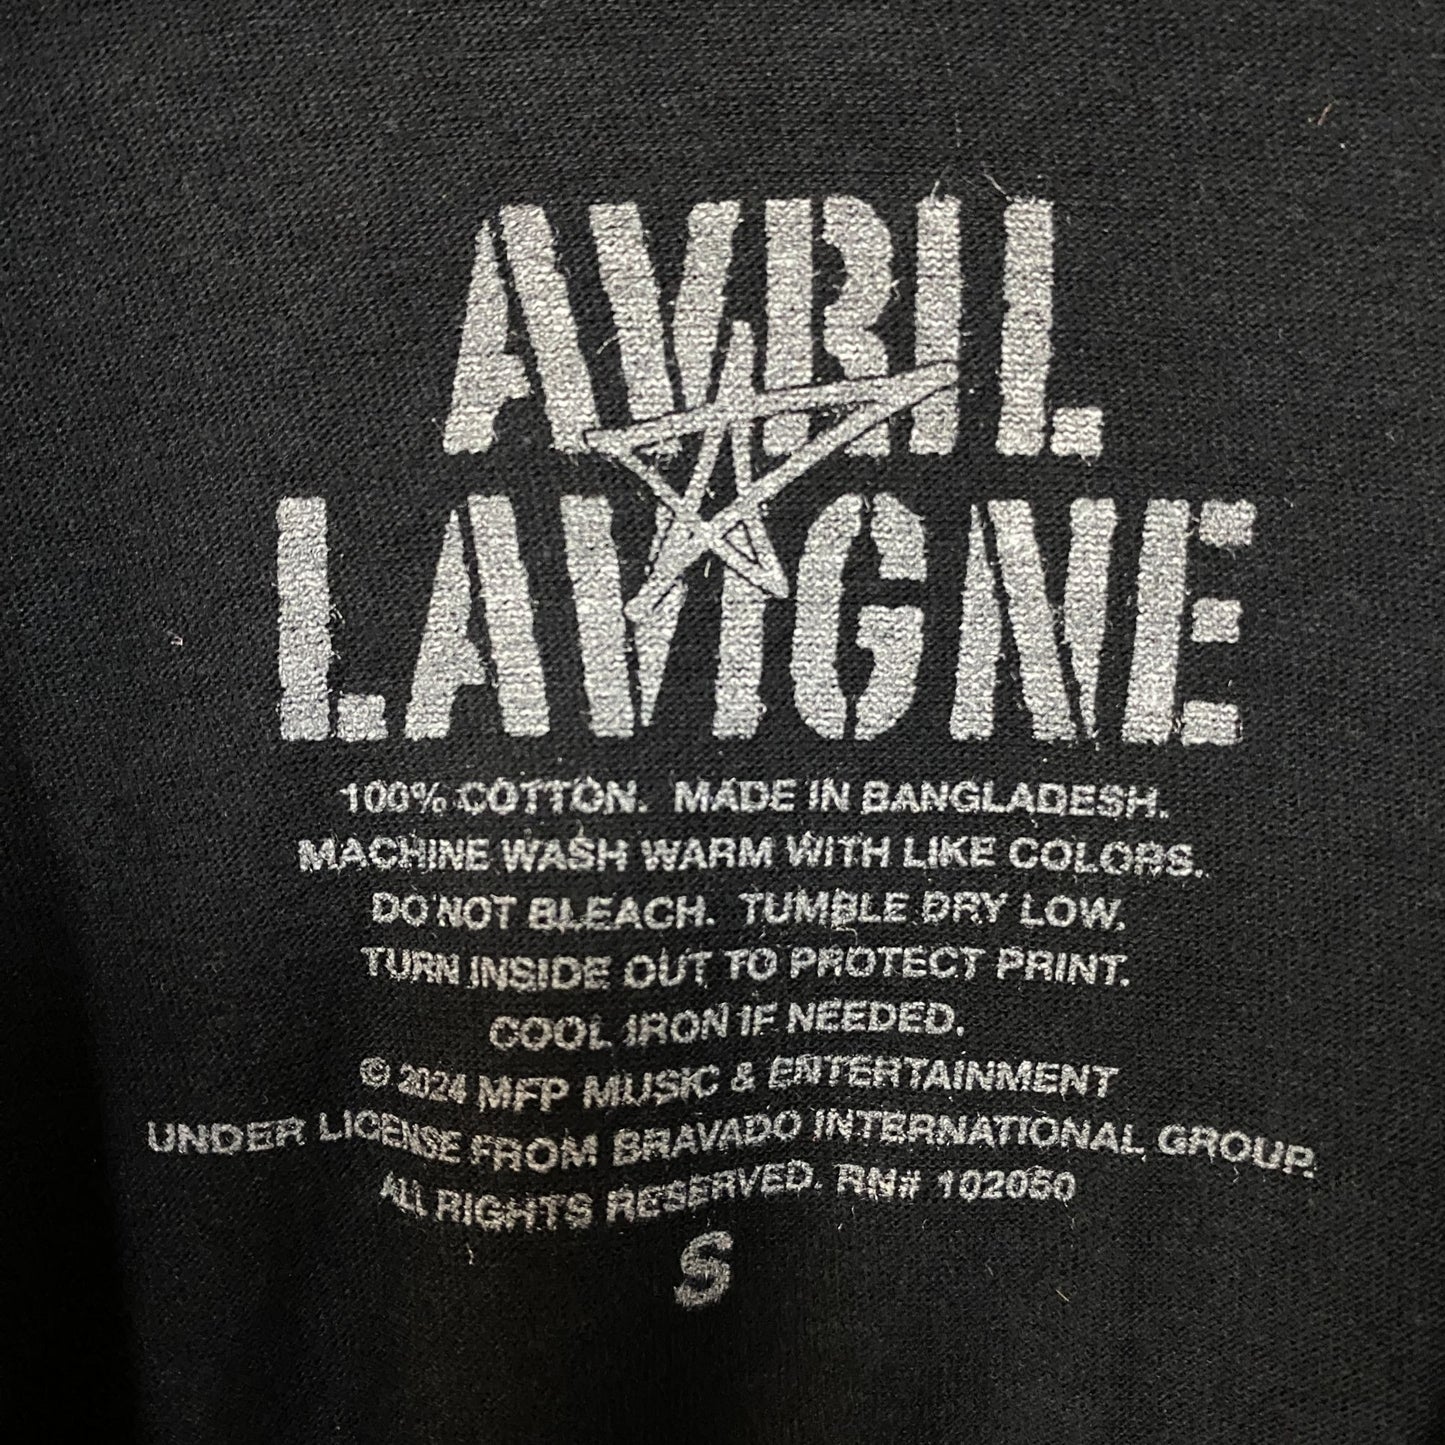 AVRIL
LAVIGNE
100% COTTON. MADE IN BANGLADESH.
MACHINE WASH WARM WITH LIKE COLORS.
DO NOT BLEACH. TUMBLE DRY LOW.
TURN INSIDE OUT TO PROTECT PRINT.
COOL IRON IF NEEDED.
© 2024 MFP MUSIC & ENTERTAINMENT
UNDER LICENSE FROM BRAVADO INTERNATIONAL GROUP.
ALL RIGHTS RESERVED. RN# 102050
S